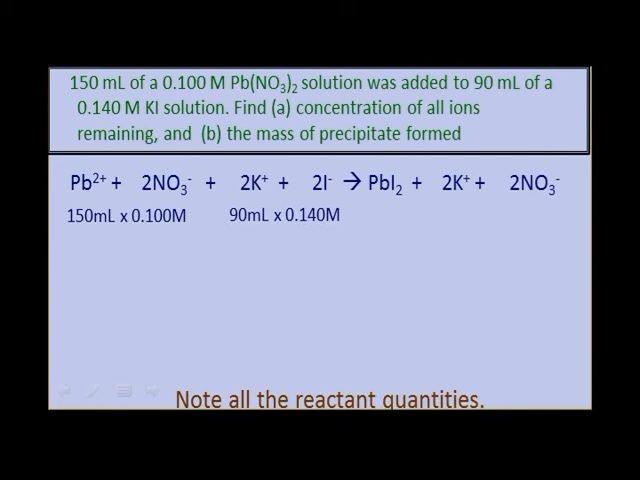 150 mL of a 0.100 M Pb(NO₃)₂ solution was added to 90 mL of a
0.140 M KI solution. Find (a) concentration of all ions
remaining, and (b) the mass of precipitate formed
Pb²⁺ + 2NO₃⁻ + 2K⁺ + 2I⁻ → PbI₂ + 2K⁺ + 2NO₃⁻
150mL x 0.100M 90mL x 0.140M
Note all the reactant quantities.